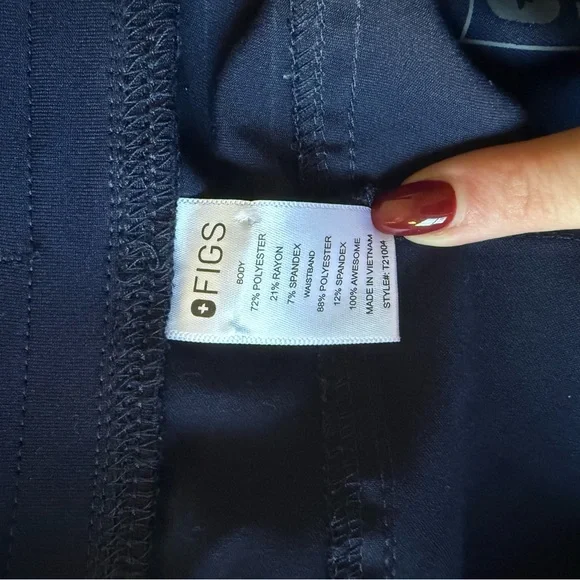 FIGS
BODY
72% POLYESTER
21% RAYON
7% SPANDEX
WAISTBAND
88% POLYESTER
12% SPANDEX
100% AWESOME
MADE IN VIETNAM
STYLE#: T21004